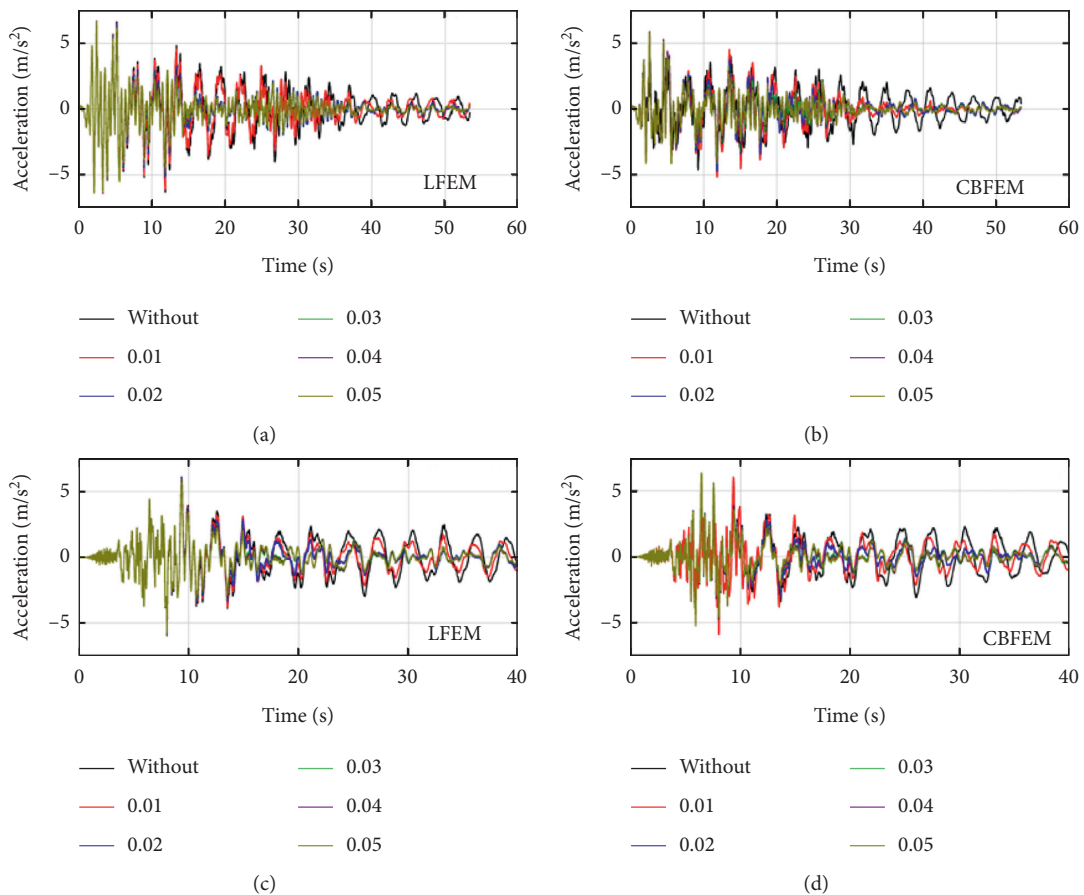 Acceleration (m/s²)
5
0
−5
LFEM
0 10 20 30 40 50 60
Time (s)
Without 0.03
0.01 0.04
0.02 0.05
(a)
Acceleration (m/s²)
5
0
−5
CBFEM
0 10 20 30 40 50 60
Time (s)
Without 0.03
0.01 0.04
0.02 0.05
(b)
Acceleration (m/s²)
5
0
−5
LFEM
0 10 20 30 40
Time (s)
Without 0.03
0.01 0.04
0.02 0.05
(c)
Acceleration (m/s²)
5
0
−5
CBFEM
0 10 20 30 40
Time (s)
Without 0.03
0.01 0.04
0.02 0.05
(d)